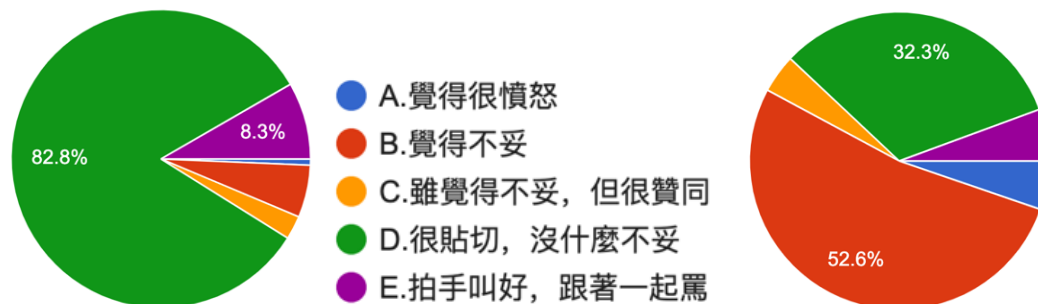 82.8%
8.3%
A.覺得很憤怒
B.覺得不妥
C.雖覺得不妥，但很贊同
D.很貼切，沒什麼不妥
E.拍手叫好，跟著一起罵
32.3%
52.6%